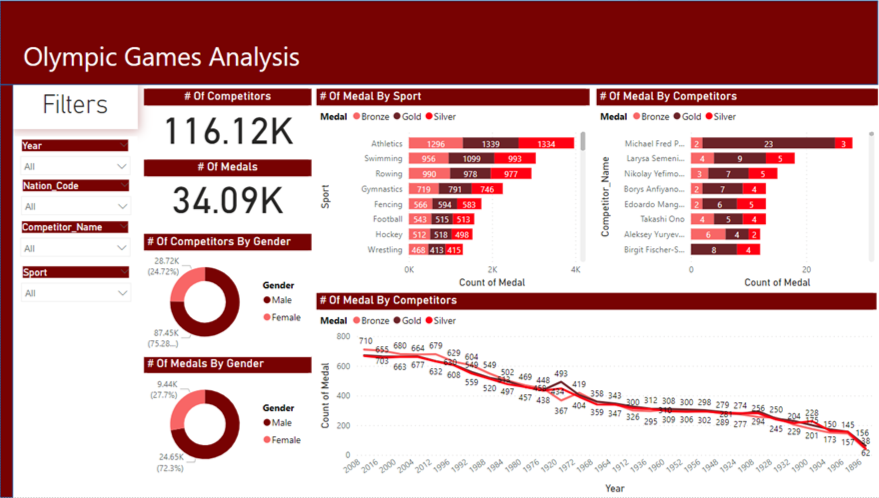 Olympic Games Analysis
Filters
Year
All
Nation_Code
All
Competitor_Name
All
Sport
All
# Of Competitors
116.12K
# Of Medals
34.09K
# Of Competitors By Gender
28.72K
(24.72%)
87.45K
(75.28...)
Gender
Male
Female
# Of Medals By Gender
9.44K
(27.7%)
24.65K
(72.3%)
Gender
Male
Female
# Of Medal By Sport
Medal Bronze Gold Silver
Sport
Athletics 1296 1339 1334
Swimming 956 1099 993
Rowing 990 978 977
Gymnastics 719 791 746
Fencing 566 594 583
Football 543 515 513
Hockey 512 518 498
Wrestling 468 413 415
0K 2K 4K
Count of Medal
# Of Medal By Competitors
Medal Bronze Gold Silver
Competitor_Name
Michael Fred P... 2 23 3
Larysa Semeni... 4 9 5
Nikolay Yefimo... 3 7 5
Borys Anfiyano... 2 7 4
Edoardo Mang... 2 6 5
Takashi Ono 4 5 4
Aleksey Yuryev... 6 4 2
Birgit Fischer-S... 8 4
0 20
Count of Medal
# Of Medal By Competitors
Medal Bronze Gold Silver
Count of Medal
800
600
400
200
0
710 655 680 664 679 629 604 549 502 469 448 493 419 358 343 300 312 308 300 298 279 274 256 250 204 228 150 145 156
703 663 677 632 608 559 520 497 457 438 367 404 359 347 326 295 309 306 302 289 277 294 245 229 201 173 157 38
62
2008 2016 2000 2004 2012 1996 1992 1988 1984 1980 1976 1920 1972 1968 1964 1912 1936 1960 1952 1956 1948 1924 1908 1928 1932 1900 1904 1906 1896
Year